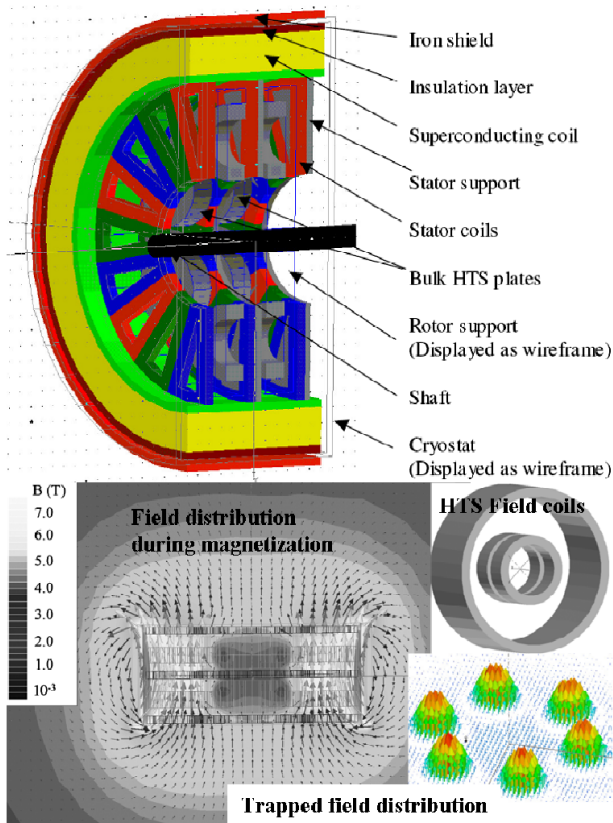 Iron shield
Insulation layer
Superconducting coil
Stator support
Stator coils
Bulk HTS plates
Rotor support
(Displayed as wireframe)
Shaft
Cryostat
(Displayed as wireframe)
B (T)
7.0
6.0
5.0
4.0
3.0
2.0
1.0
10⁻³
Field distribution
during magnetization
HTS Field coils
Trapped field distribution